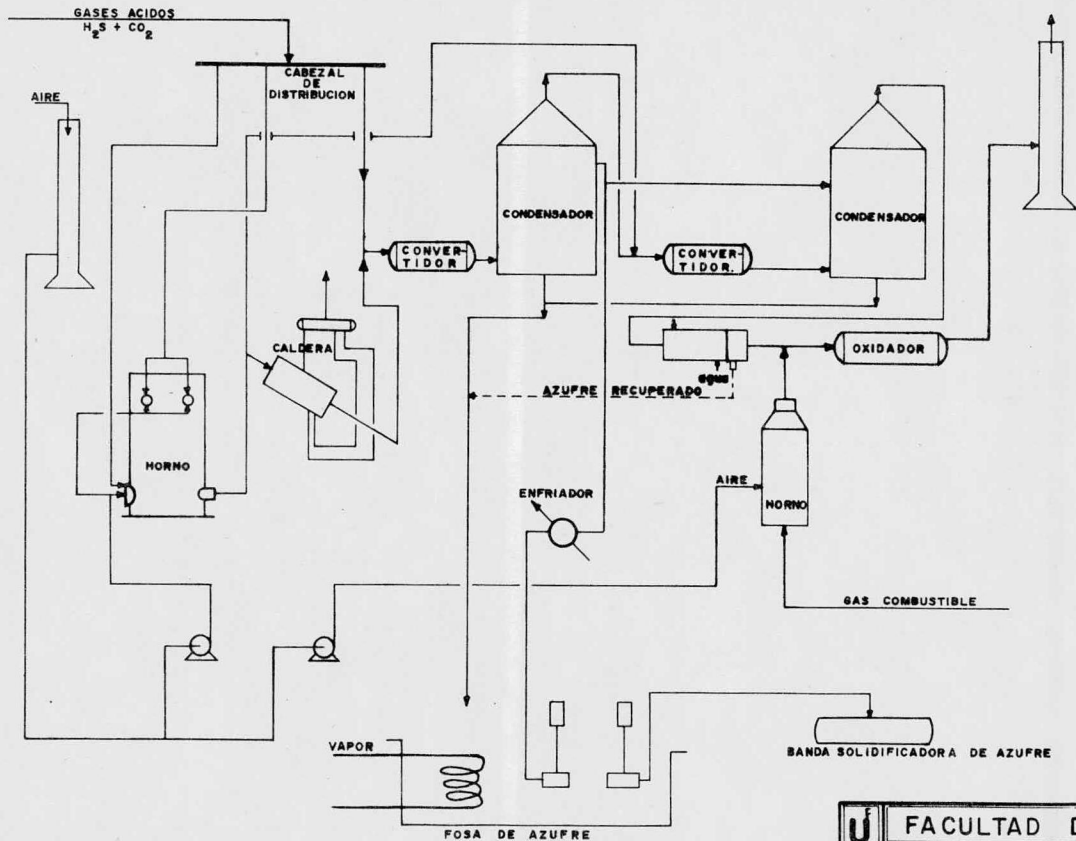 GASES ACIDOS
H₂S + CO₂
CABEZAL
DE
DISTRIBUCION
AIRE
CONDENSADOR
CONDENSADOR
CONVER-
TIDOR
CONVER-
TIDOR.
CALDERA
OXIDADOR
agua
AZUFRE RECUPERADO
HORNO
AIRE
HORNO
ENFRIADOR
GAS COMBUSTIBLE
VAPOR
BANDA SOLIDIFICADORA DE AZUFRE
FOSA DE AZUFRE
FACULTAD D